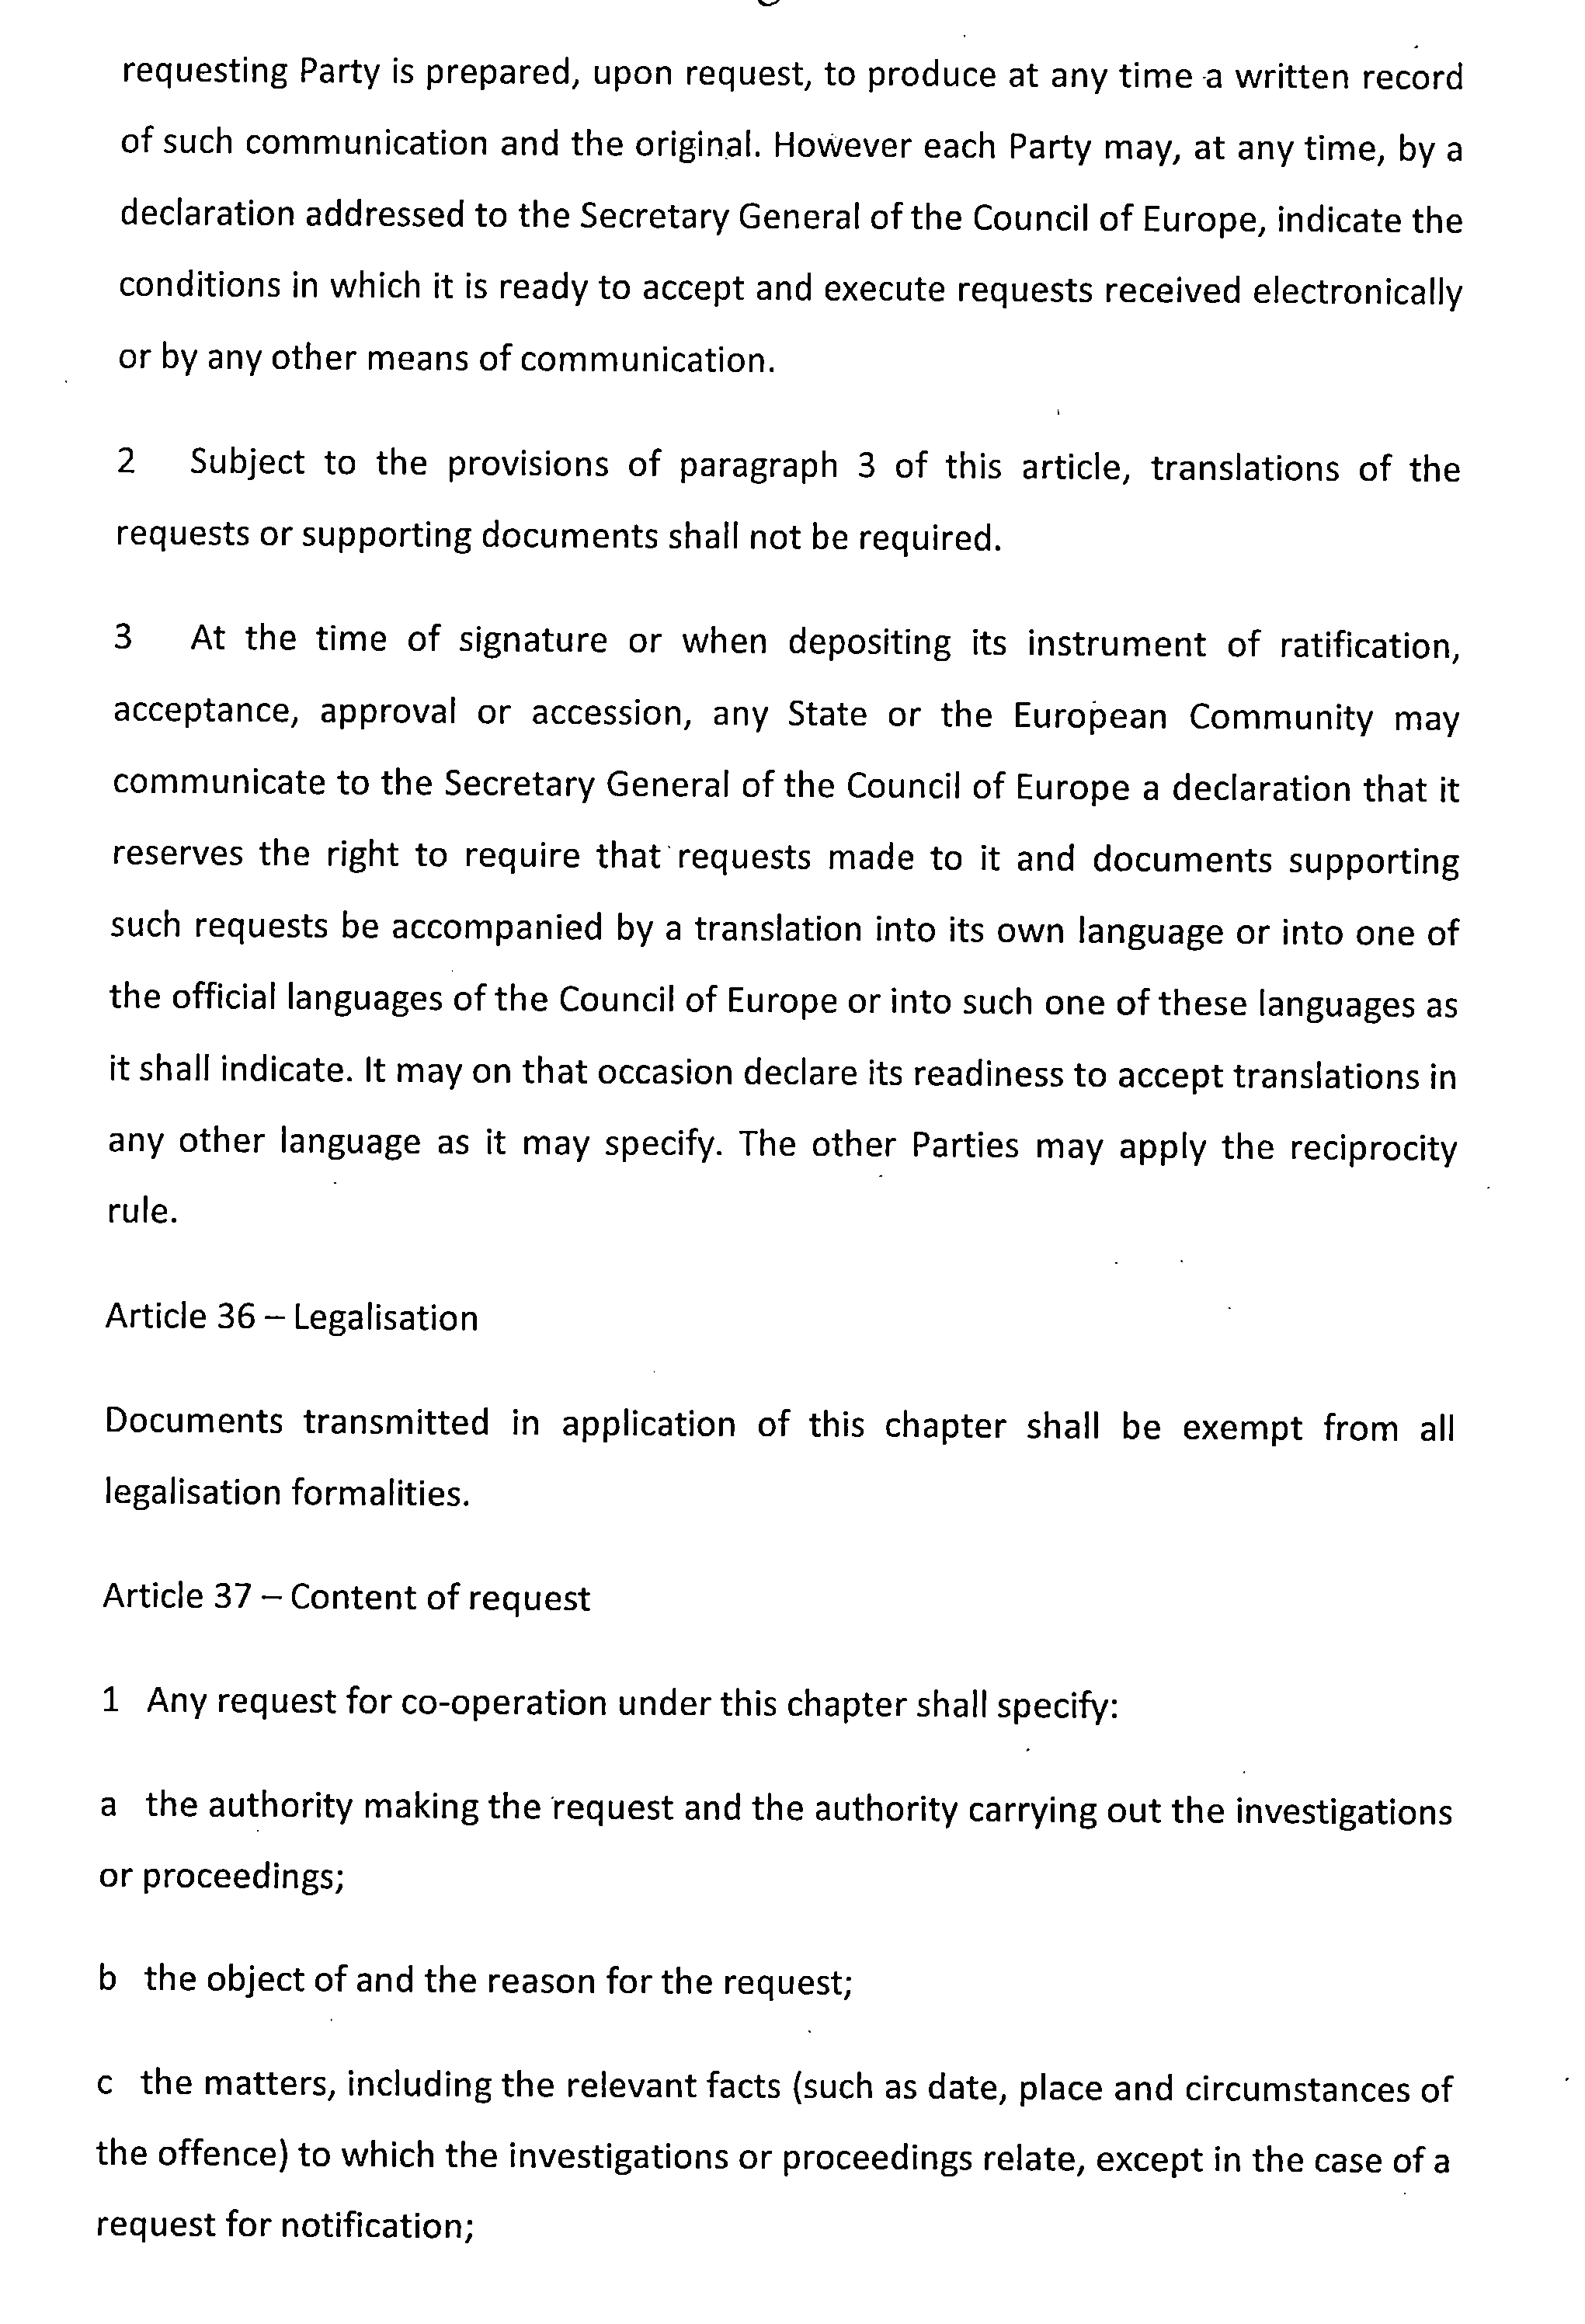 requesting Party is prepared, upon request, to produce at any time a written record
of such communication and the original. However each Party may, at any time, by a
declaration addressed to the Secretary General of the Council of Europe, indicate the
conditions in which it is ready to accept and execute requests received electronically
or by any other means of communication.
2 Subject to the provisions of paragraph 3 of this article, translations of the
requests or supporting documents shall not be required.
3 At the time of signature or when depositing its instrument of ratification,
acceptance, approval or accession, any State or the European Community may
communicate to the Secretary General of the Council of Europe a declaration that it
reserves the right to require that requests made to it and documents supporting
such requests be accompanied by a translation into its own language or into one of
the official languages of the Council of Europe or into such one of these languages as
it shall indicate. It may on that occasion declare its readiness to accept translations in
any other language as it may specify. The other Parties may apply the reciprocity
rule.
Article 36 – Legalisation
Documents transmitted in application of this chapter shall be exempt from all
legalisation formalities.
Article 37 – Content of request
1 Any request for co-operation under this chapter shall specify:
a the authority making the request and the authority carrying out the investigations
or proceedings;
b the object of and the reason for the request;
c the matters, including the relevant facts (such as date, place and circumstances of
the offence) to which the investigations or proceedings relate, except in the case of a
request for notification;